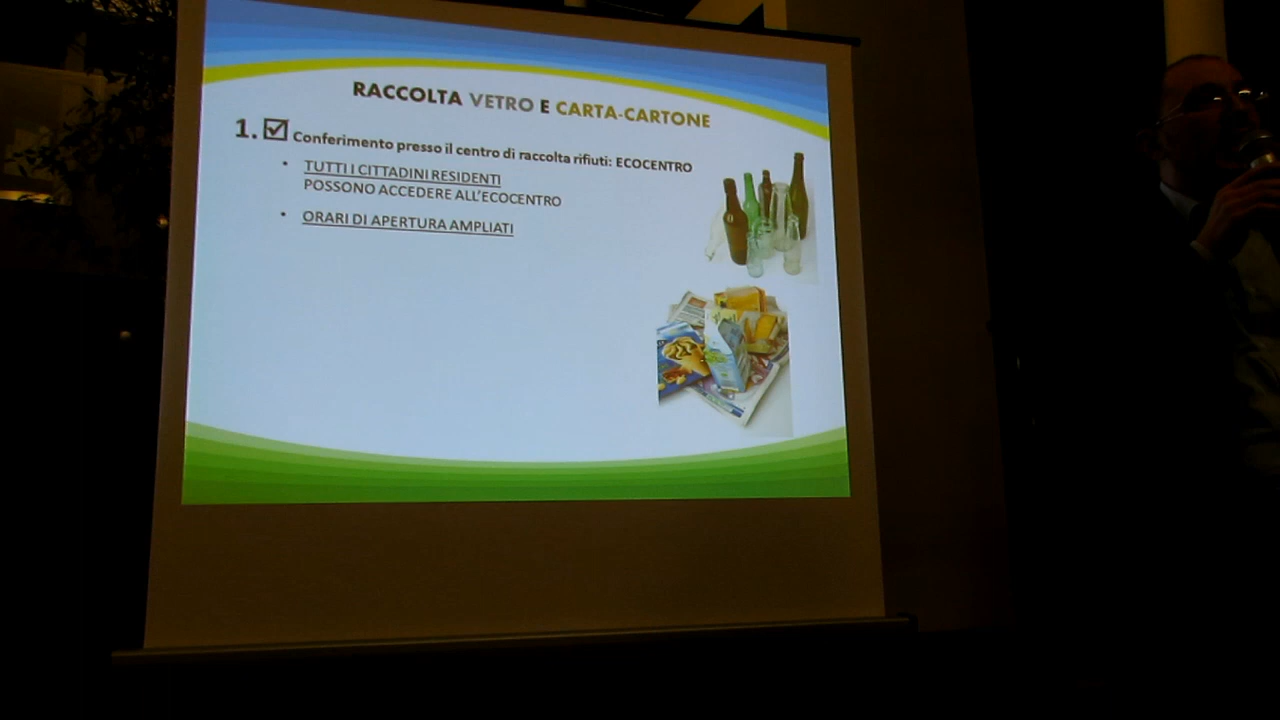 RACCOLTA VETRO E CARTA-CARTONE
1. Conferimento presso il centro di raccolta rifiuti: ECOCENTRO
• TUTTI I CITTADINI RESIDENTI
POSSONO ACCEDERE ALL'ECOCENTRO
• ORARI DI APERTURA AMPLIATI